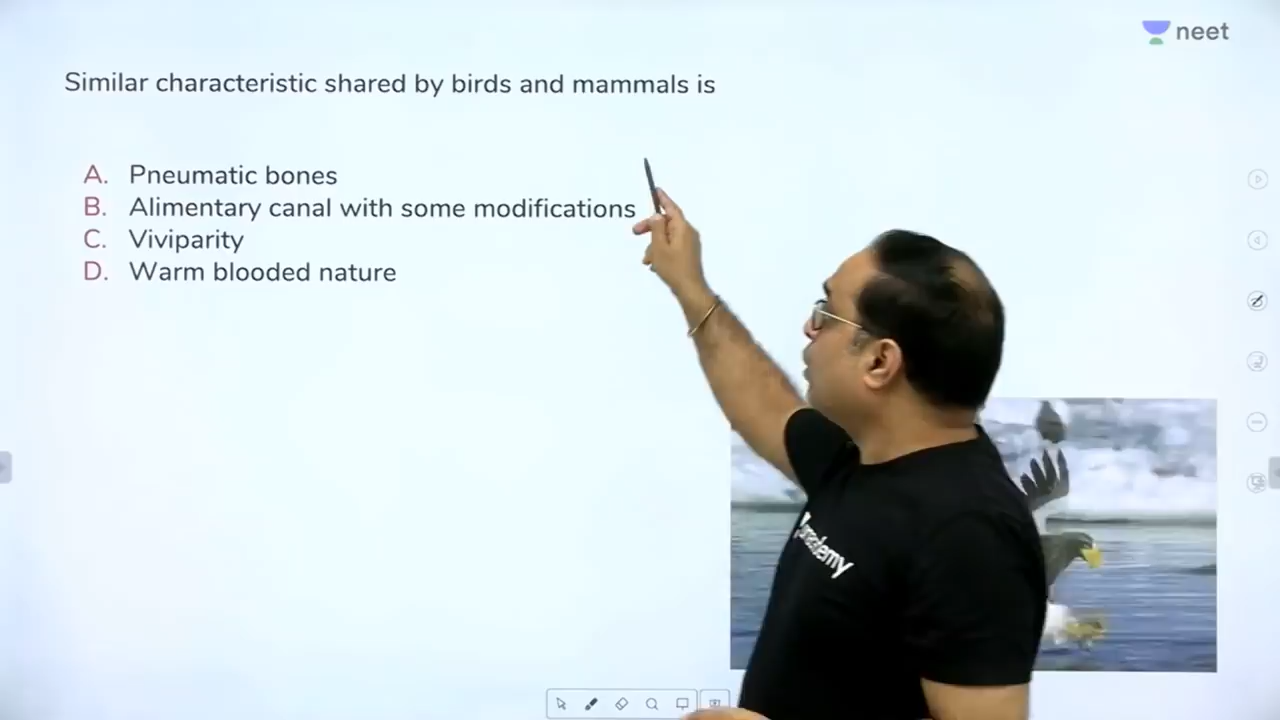 neet
Similar characteristic shared by birds and mammals is
A. Pneumatic bones
B. Alimentary canal with some modifications
C. Viviparity
D. Warm blooded nature